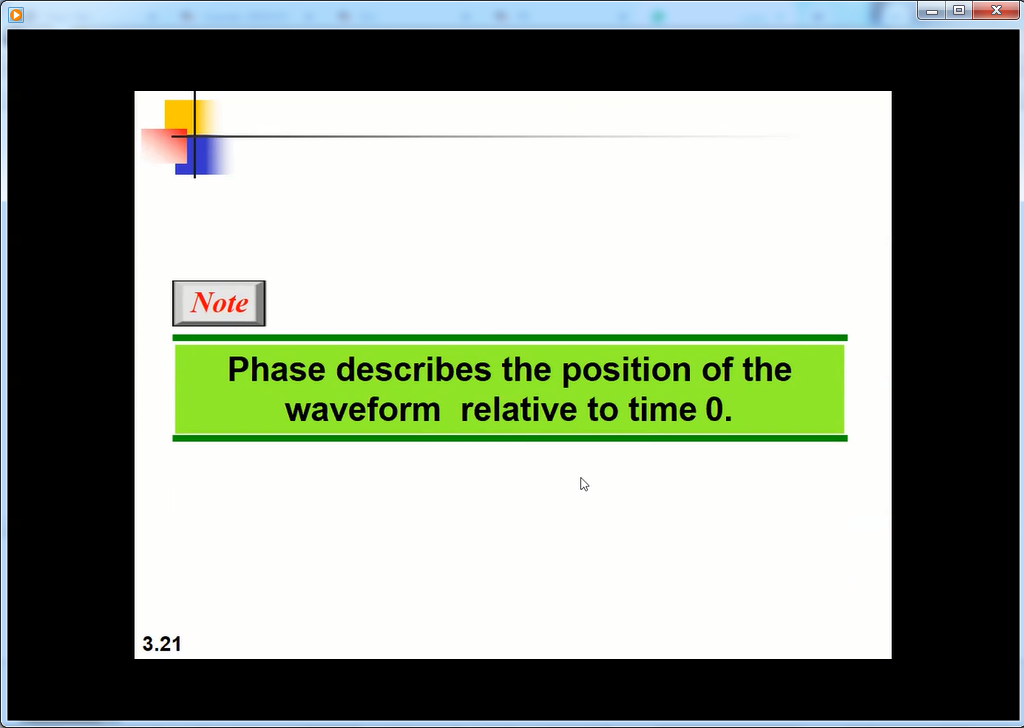 Note
Phase describes the position of the
waveform  relative to time 0.
3.21